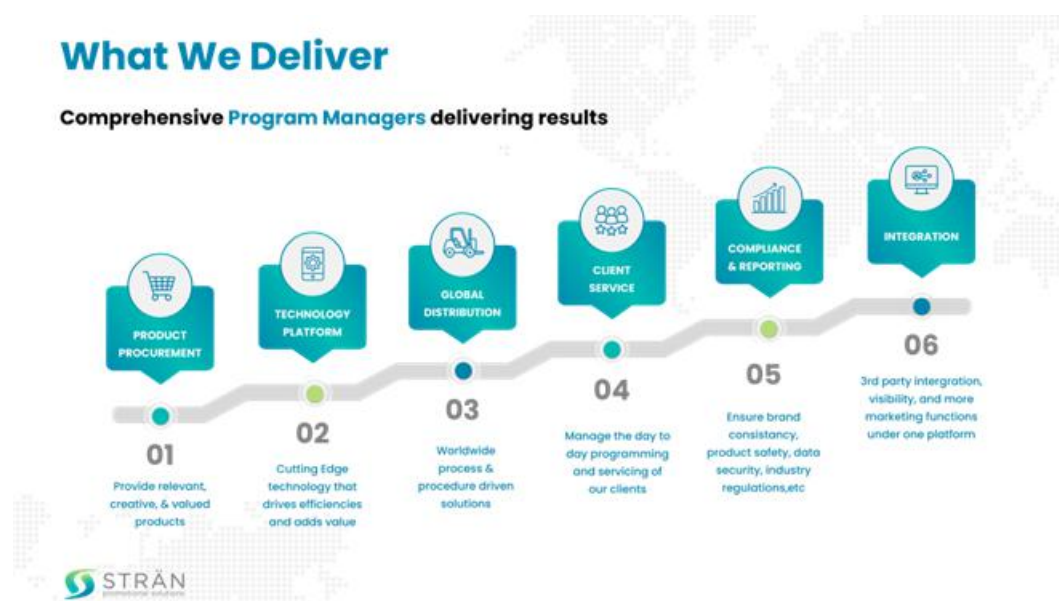 What We Deliver
Comprehensive Program Managers delivering results
PRODUCT
PROCUREMENT
01
Provide relevant,
creative, & valued
products
TECHNOLOGY
PLATFORM
02
Cutting Edge
technology that
drives efficiencies
and adds value
GLOBAL
DISTRIBUTION
03
Worldwide
process &
procedure driven
solutions
CLIENT
SERVICE
04
Manage the day to
day programming
and servicing of
our clients
COMPLIANCE
& REPORTING
05
Ensure brand
consistancy,
product safety, data
security, industry
regulations,etc
INTEGRATION
06
3rd party intergration,
visibility, and more
marketing functions
under one platform
STRÄN
promotional solutions